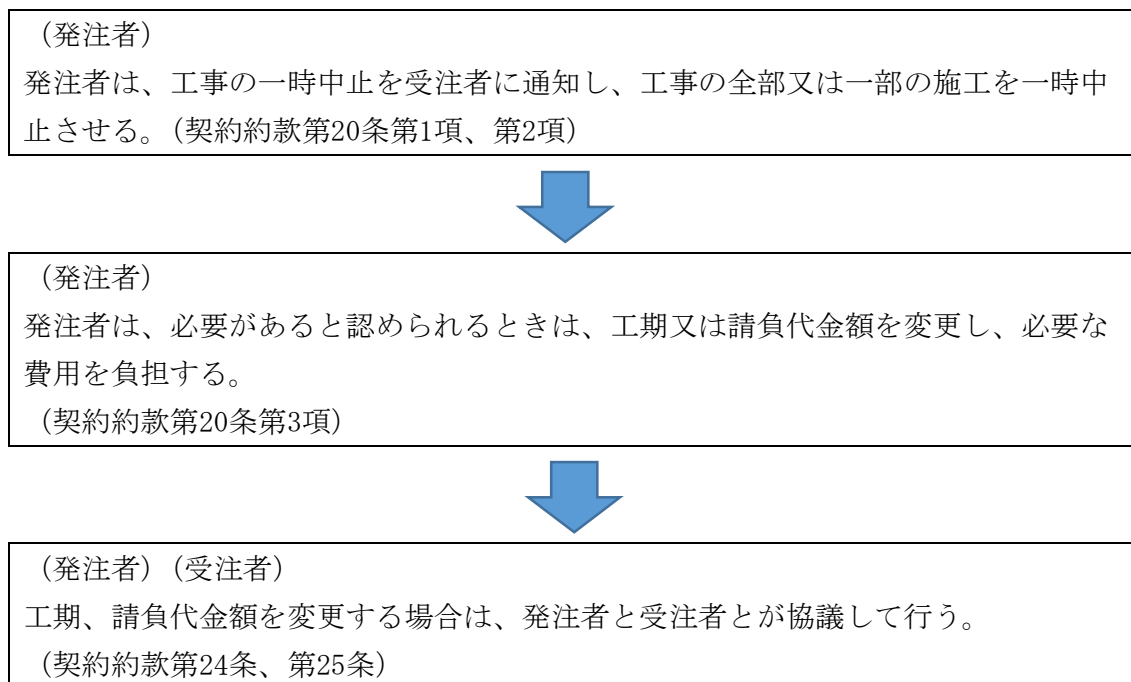 （発注者）
発注者は、工事の一時中止を受注者に通知し、工事の全部又は一部の施工を一時中
止させる。（契約約款第20条第1項、第2項）
（発注者）
発注者は、必要があると認められるときは、工期又は請負代金額を変更し、必要な
費用を負担する。
（契約約款第20条第3項）
（発注者）（受注者）
工期、請負代金額を変更する場合は、発注者と受注者とが協議して行う。
（契約約款第24条、第25条）